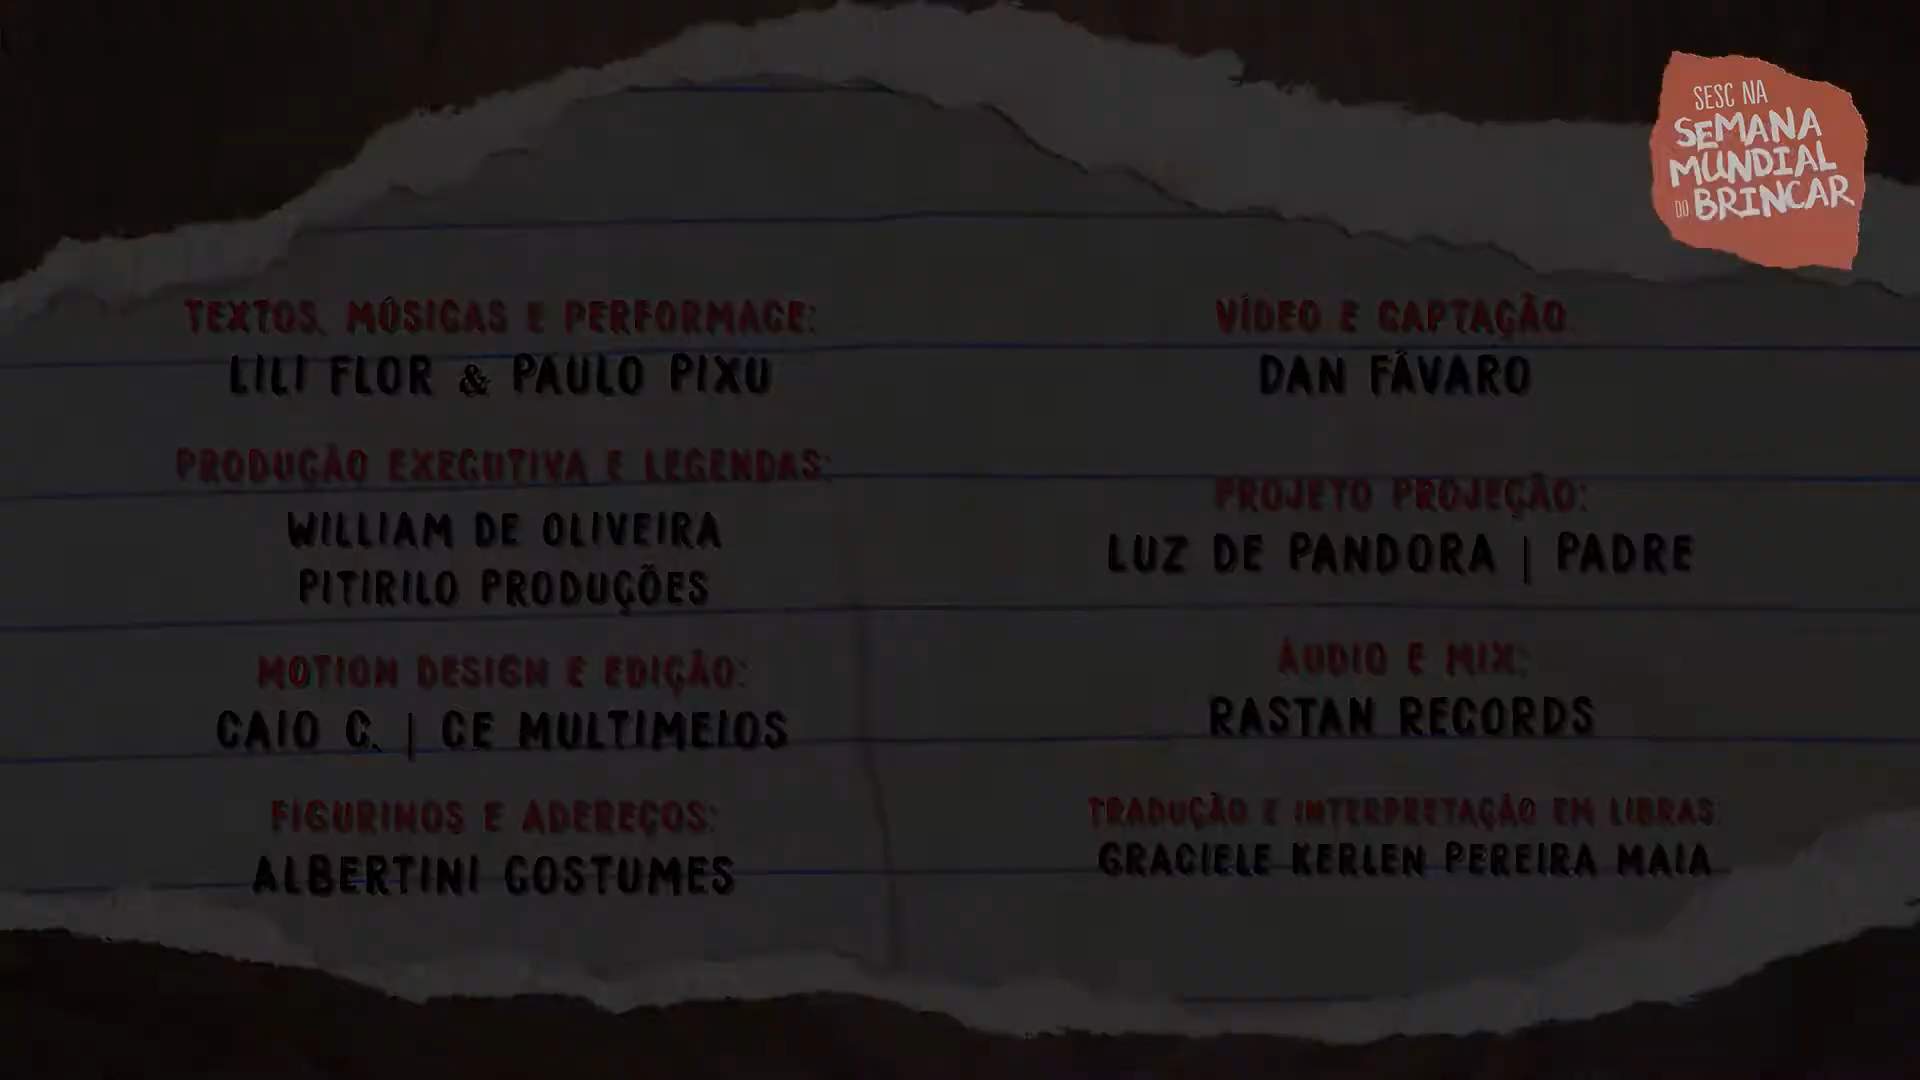 SESC NA
SEMANA
MUNDIAL
DO BRINCAR
TEXTOS, MÚSICAS E PERFORMACE:
LILI FLOR & PAULO PIXU
PRODUÇÃO EXECUTIVA E LEGENDAS:
WILLIAM DE OLIVEIRA
PITIRILO PRODUÇÕES
MOTION DESIGN E EDIÇÃO:
CAIO C. | CE MULTIMEIOS
FIGURINOS E ADEREÇOS:
ALBERTINI COSTUMES
VÍDEO E CAPTAÇÃO:
DAN FÁVARO
PROJETO PROJEÇÃO:
LUZ DE PANDORA | PADRE
ÁUDIO E MIX:
RASTAN RECORDS
TRADUÇÃO E INTERPRETAÇÃO EM LIBRAS:
GRACIELE KERLEN PEREIRA MAIA